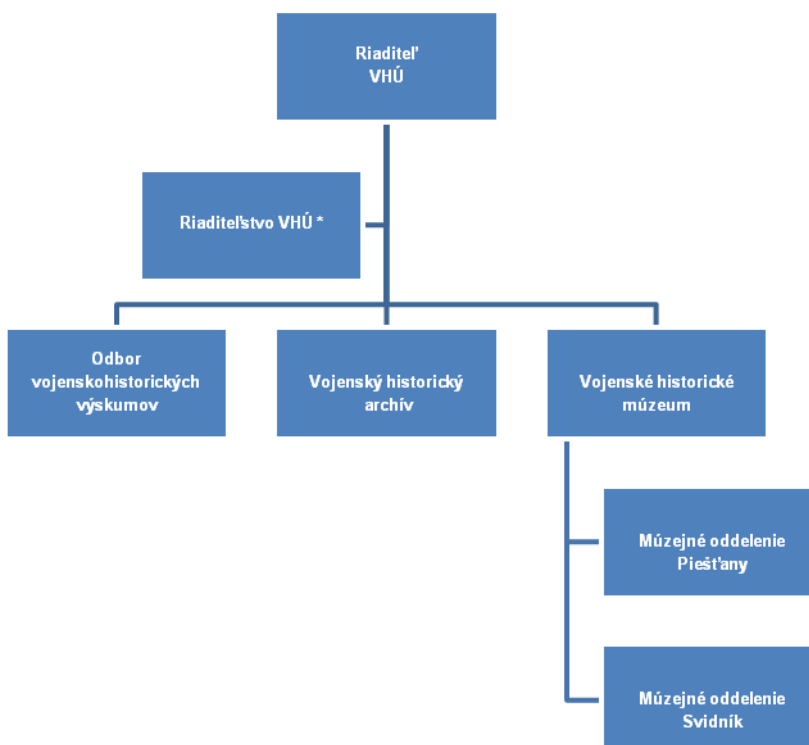 Riaditeľ
VHÚ
Riaditeľstvo VHÚ *
Odbor
vojenskohistorických
výskumov
Vojenský historický
archív
Vojenské historické
múzeum
Múzejné oddelenie
Piešťany
Múzejné oddelenie
Svidník